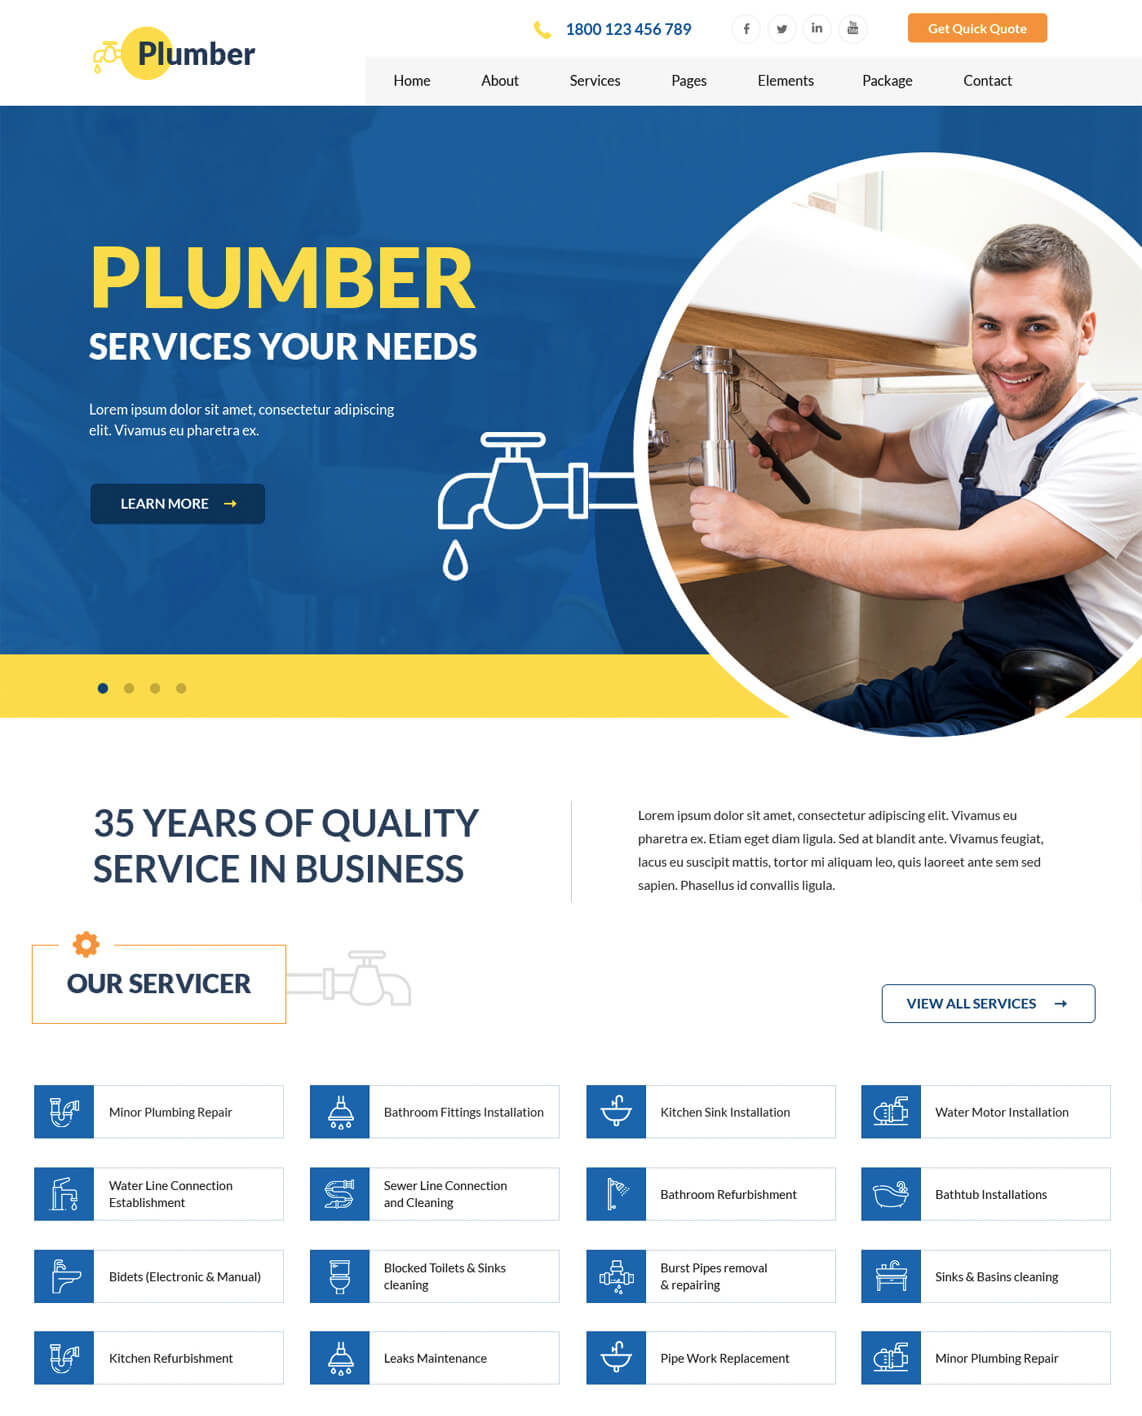 Plumber
1800 123 456 789
Get Quick Quote
Home About Services Pages Elements Package Contact
PLUMBER
SERVICES YOUR NEEDS
Lorem ipsum dolor sit amet, consectetur adipiscing
elit. Vivamus eu pharetra ex.
LEARN MORE
35 YEARS OF QUALITY
SERVICE IN BUSINESS
Lorem ipsum dolor sit amet, consectetur adipiscing elit. Vivamus eu
pharetra ex. Etiam eget diam ligula. Sed at blandit ante. Vivamus feugiat,
lacus eu suscipit mattis, tortor mi aliquam leo, quis laoreet ante sem sed
sapien. Phasellus id convallis ligula.
OUR SERVICER
VIEW ALL SERVICES
Minor Plumbing Repair
Bathroom Fittings Installation
Kitchen Sink Installation
Water Motor Installation
Water Line Connection
Establishment
Sewer Line Connection
and Cleaning
Bathroom Refurbishment
Bathtub Installations
Bidets (Electronic & Manual)
Blocked Toilets & Sinks
cleaning
Burst Pipes removal
& repairing
Sinks & Basins cleaning
Kitchen Refurbishment
Leaks Maintenance
Pipe Work Replacement
Minor Plumbing Repair